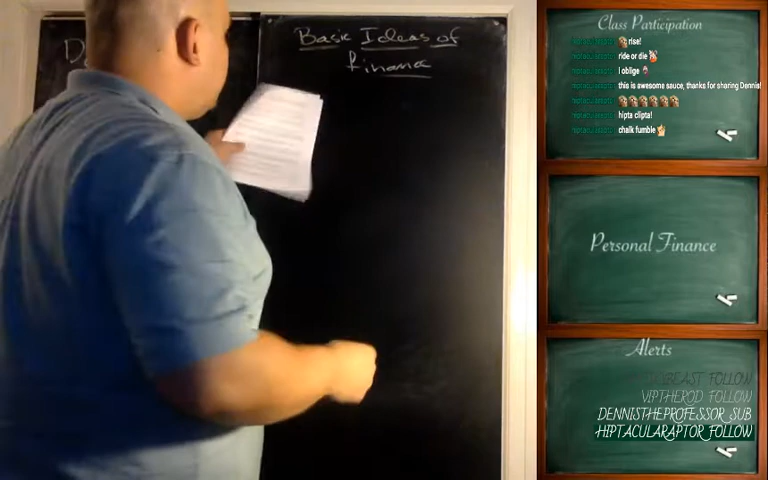 D
Basic Ideas of
Finance
Class Participation
rise!
ride or die
I oblige
this is awesome sauce, thanks for sharing Dennis!
hipta clipta!
chalk fumble
Personal Finance
Alerts
FOLLOW
VIPTHEROD FOLLOW
DENNISTHEPROFESSOR SUB
HIPTACULARAPTOR FOLLOW